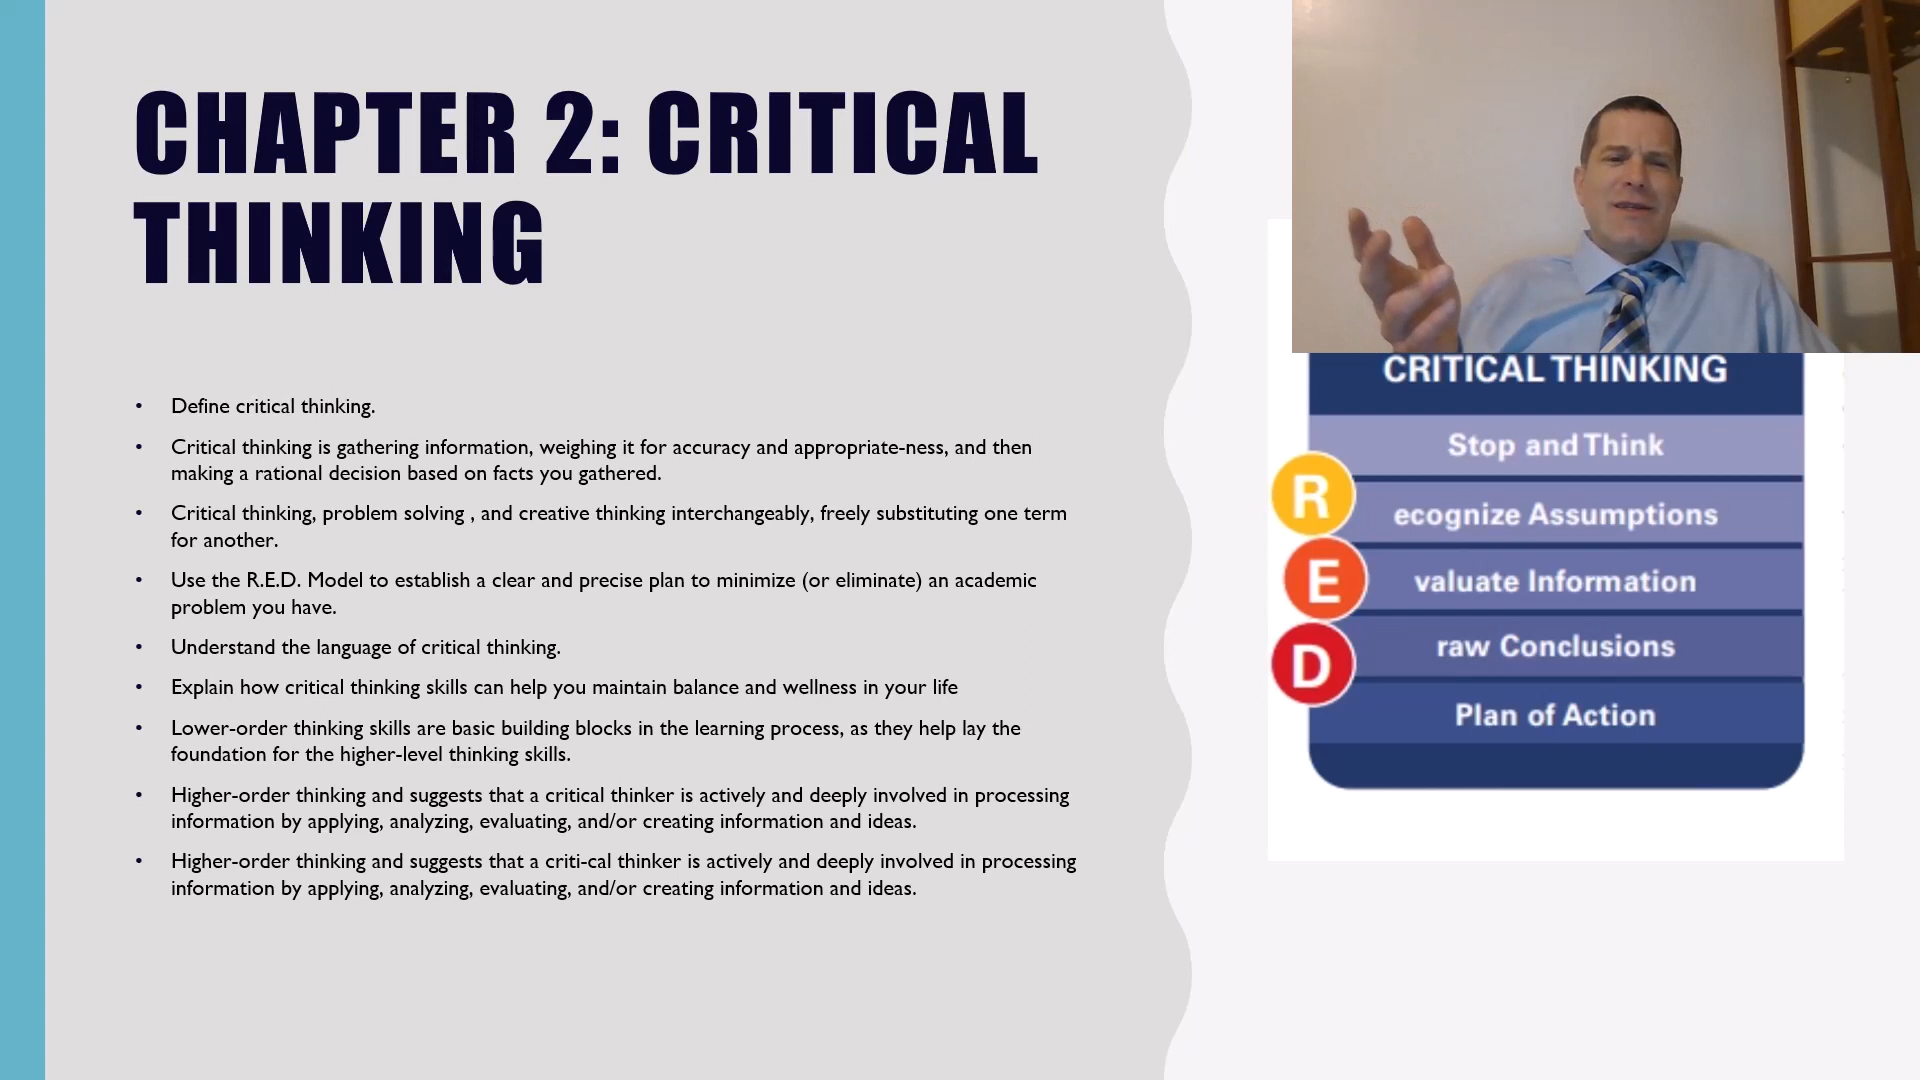 CHAPTER 2: CRITICAL
THINKING
• Define critical thinking.
• Critical thinking is gathering information, weighing it for accuracy and appropriate-ness, and then
making a rational decision based on facts you gathered.
• Critical thinking, problem solving , and creative thinking interchangeably, freely substituting one term
for another.
• Use the R.E.D. Model to establish a clear and precise plan to minimize (or eliminate) an academic
problem you have.
• Understand the language of critical thinking.
• Explain how critical thinking skills can help you maintain balance and wellness in your life
• Lower-order thinking skills are basic building blocks in the learning process, as they help lay the
foundation for the higher-level thinking skills.
• Higher-order thinking and suggests that a critical thinker is actively and deeply involved in processing
information by applying, analyzing, evaluating, and/or creating information and ideas.
• Higher-order thinking and suggests that a criti-cal thinker is actively and deeply involved in processing
information by applying, analyzing, evaluating, and/or creating information and ideas.
CRITICAL THINKING
Stop and Think
R ecognize Assumptions
E valuate Information
D raw Conclusions
Plan of Action